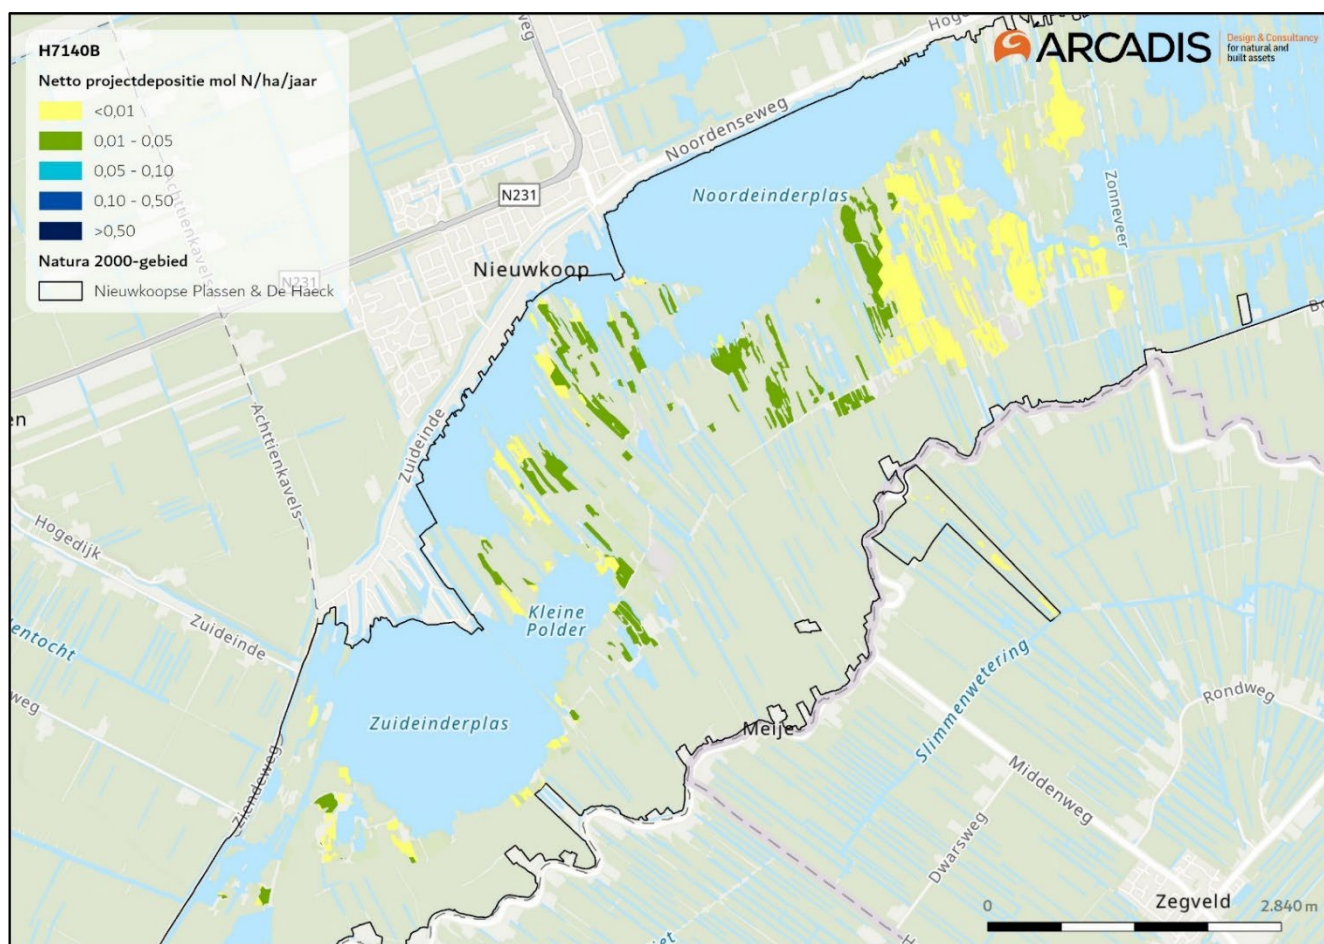 H7140B
Netto projectdepositie mol N/ha/jaar
<0,01
0,01 - 0,05
0,05 - 0,10
0,10 - 0,50
>0,50
Natura 2000-gebied
Nieuwkoopse Plassen & De Haeck
ARCADIS
Design & Consultancy
for natural and
built assets
Noordenseweg
N231
N231
Noordeinderplas
Zonneveer
Nieuwkoop
Achttienkavels
Achttienkavels
Zuideinde
Hogedijk
Zuideinde
Kleine
Polder
Zuideinderplas
Ziendeweg
Meije
Slimmenwetering
Rondweg
Middenweg
Dwarsweg
Zegveld
0
2.840 m